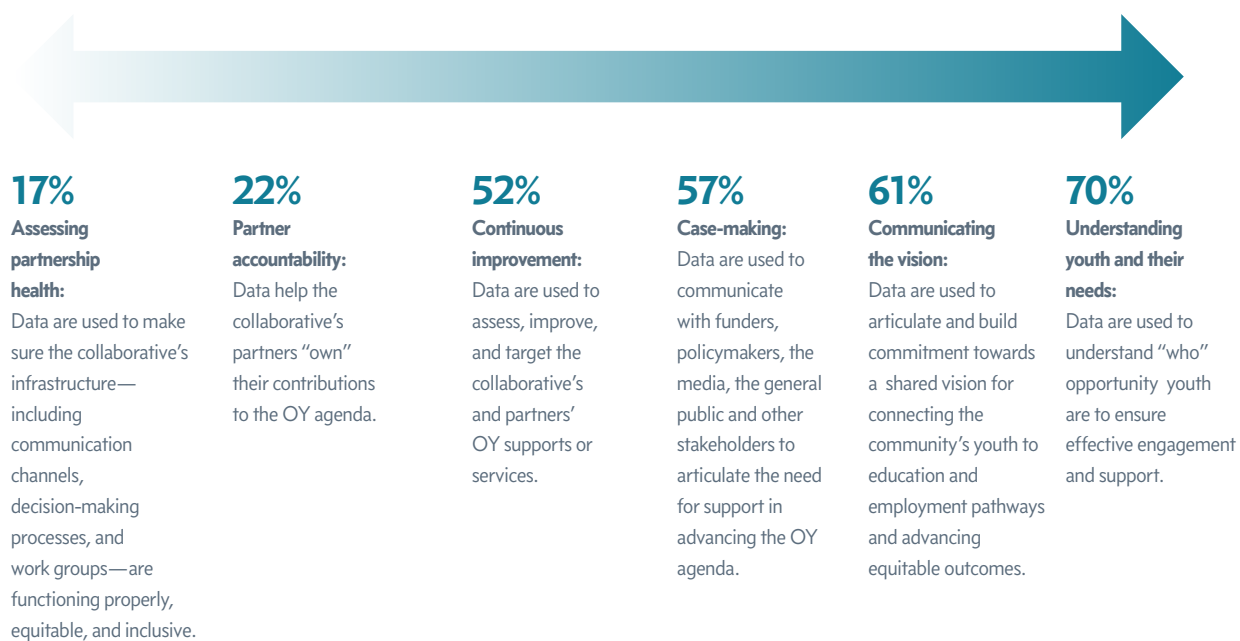 17%
Assessing
partnership
health:
Data are used to make
sure the collaborative's
infrastructure—
including
communication
channels,
decision-making
processes, and
work groups—are
functioning properly,
equitable, and inclusive.
22%
Partner
accountability:
Data help the
collaborative's
partners “own”
their contributions
to the OY agenda.
52%
Continuous
improvement:
Data are used to
assess, improve,
and target the
collaborative's
and partners'
OY supports or
services.
57%
Case-making:
Data are used to
communicate
with funders,
policymakers, the
media, the general
public and other
stakeholders to
articulate the need
for support in
advancing the OY
agenda.
61%
Communicating
the vision:
Data are used to
articulate and build
commitment towards
a shared vision for
connecting the
community's youth to
education and
employment pathways
and advancing
equitable outcomes.
70%
Understanding
youth and their
needs:
Data are used to
understand “who”
opportunity youth
are to ensure
effective engagement
and support.